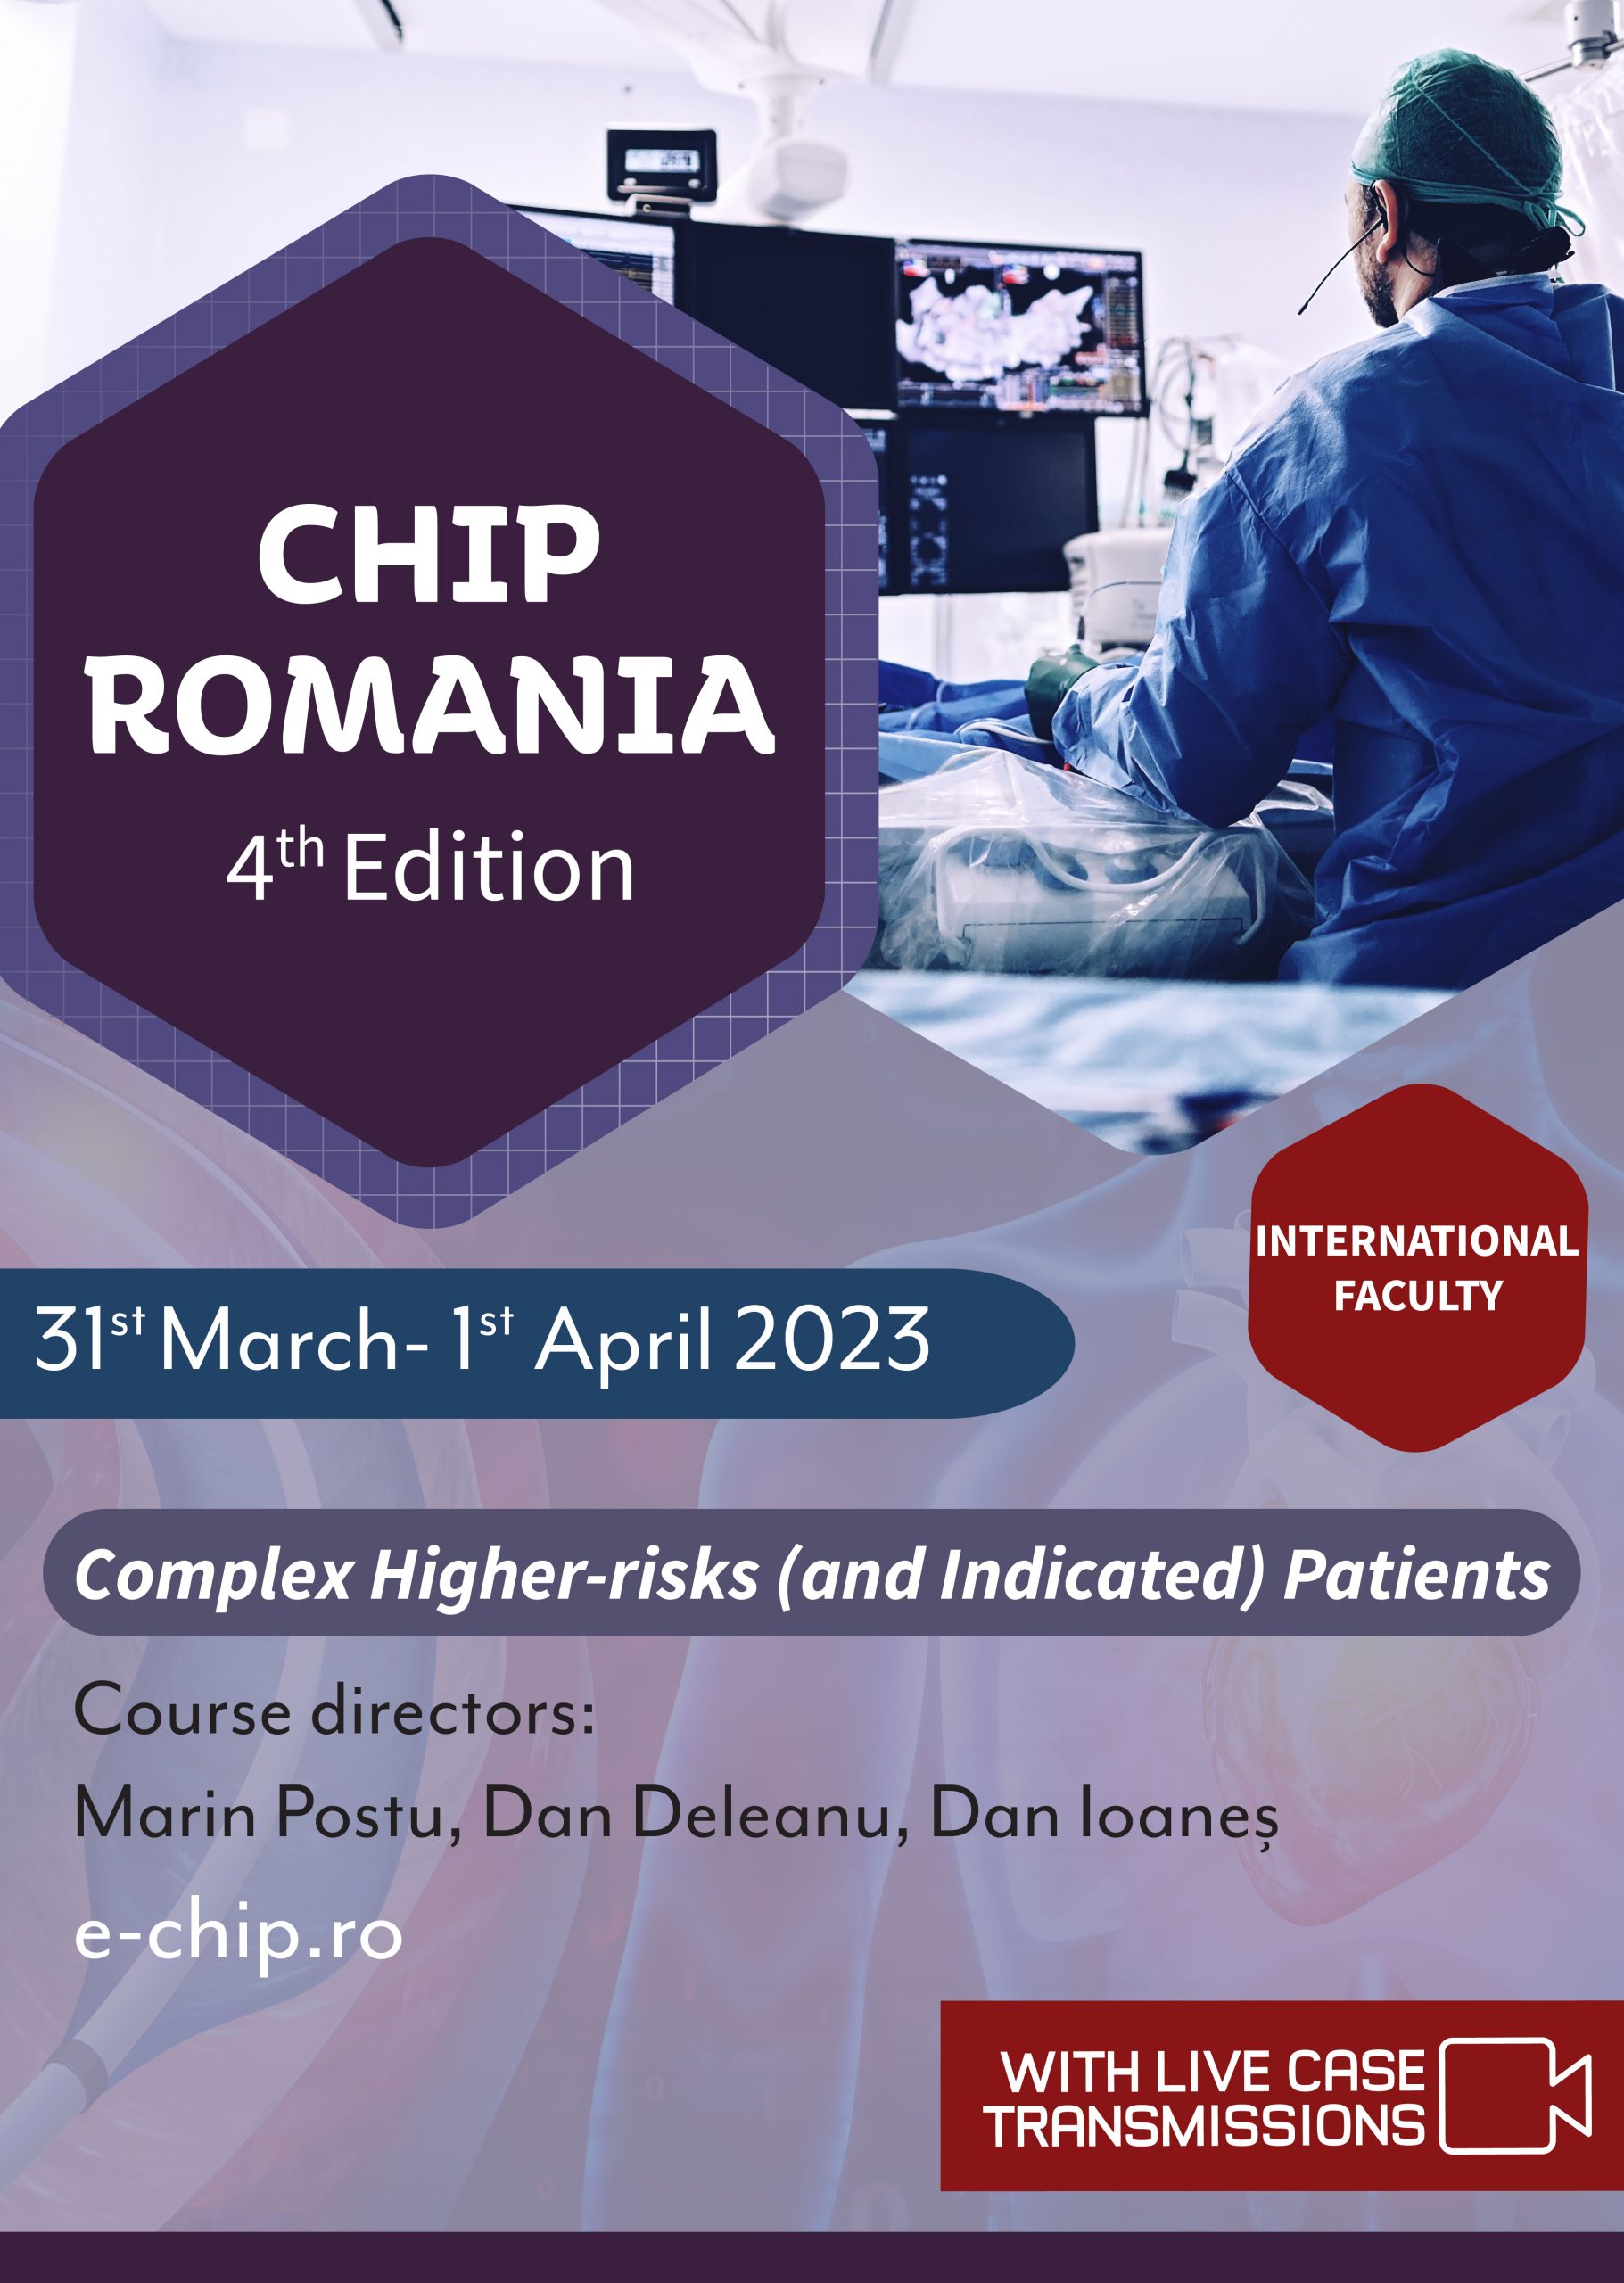 CHIP
ROMANIA
4th Edition
INTERNATIONAL
FACULTY
31st March- 1st April 2023
Complex Higher-risks (and Indicated) Patients
Course directors:
Marin Postu, Dan Deleanu, Dan Ioaneș
e-chip.ro
WITH LIVE CASE
TRANSMISSIONS